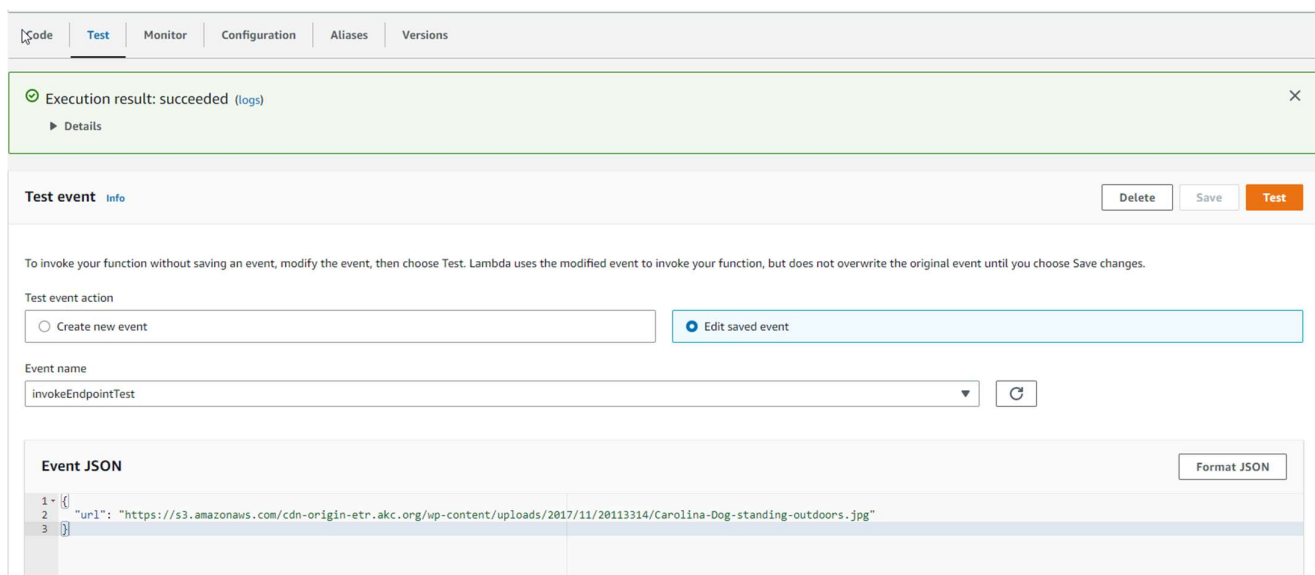 Code Test Monitor Configuration Aliases Versions
Execution result: succeeded (logs)
Details
Test event Info Delete Save Test
To invoke your function without saving an event, modify the event, then choose Test. Lambda uses the modified event to invoke your function, but does not overwrite the original event until you choose Save changes.
Test event action
Create new event Edit saved event
Event name
invokeEndpointTest
Event JSON Format JSON
1 {
2 "url": "https://s3.amazonaws.com/cdn-origin-etr.akc.org/wp-content/uploads/2017/11/20113314/Carolina-Dog-standing-outdoors.jpg"
3 }